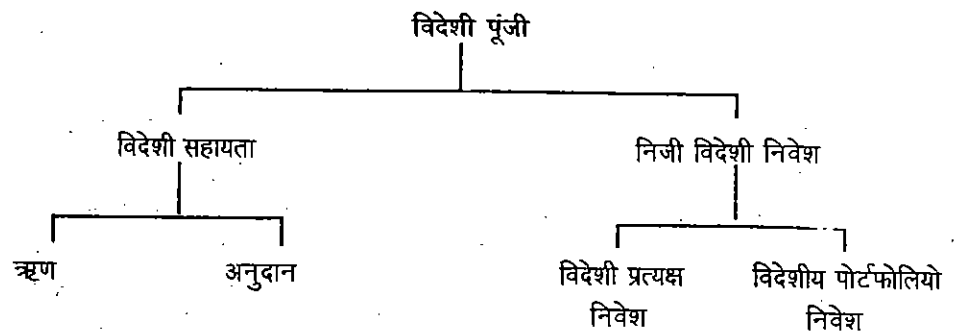 विदेशी पूंजी
विदेशी सहायता
निजी विदेशी निवेश
ऋण
अनुदान
विदेशी प्रत्यक्ष
निवेश
विदेशीय पोर्टफोलियो
निवेश